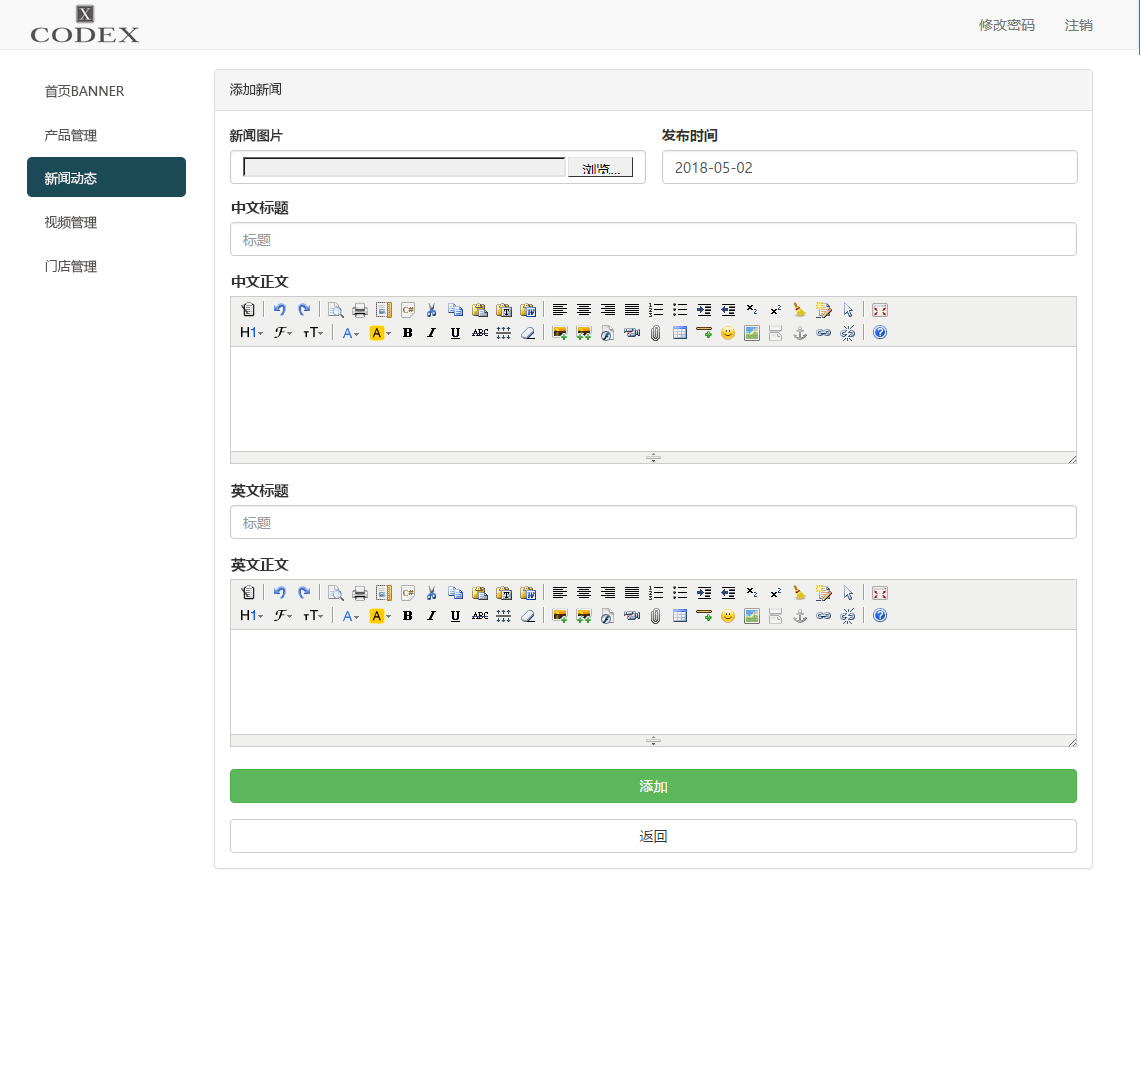 X
CODEX
修改密码 注销
首页BANNER
产品管理
新闻动态
视频管理
门店管理
添加新闻
新闻图片 发布时间
浏览... 2018-05-02
中文标题
标题
中文正文
H1 F TT A A B I U ABC
英文标题
标题
英文正文
H1 F TT A A B I U ABC
添加
返回